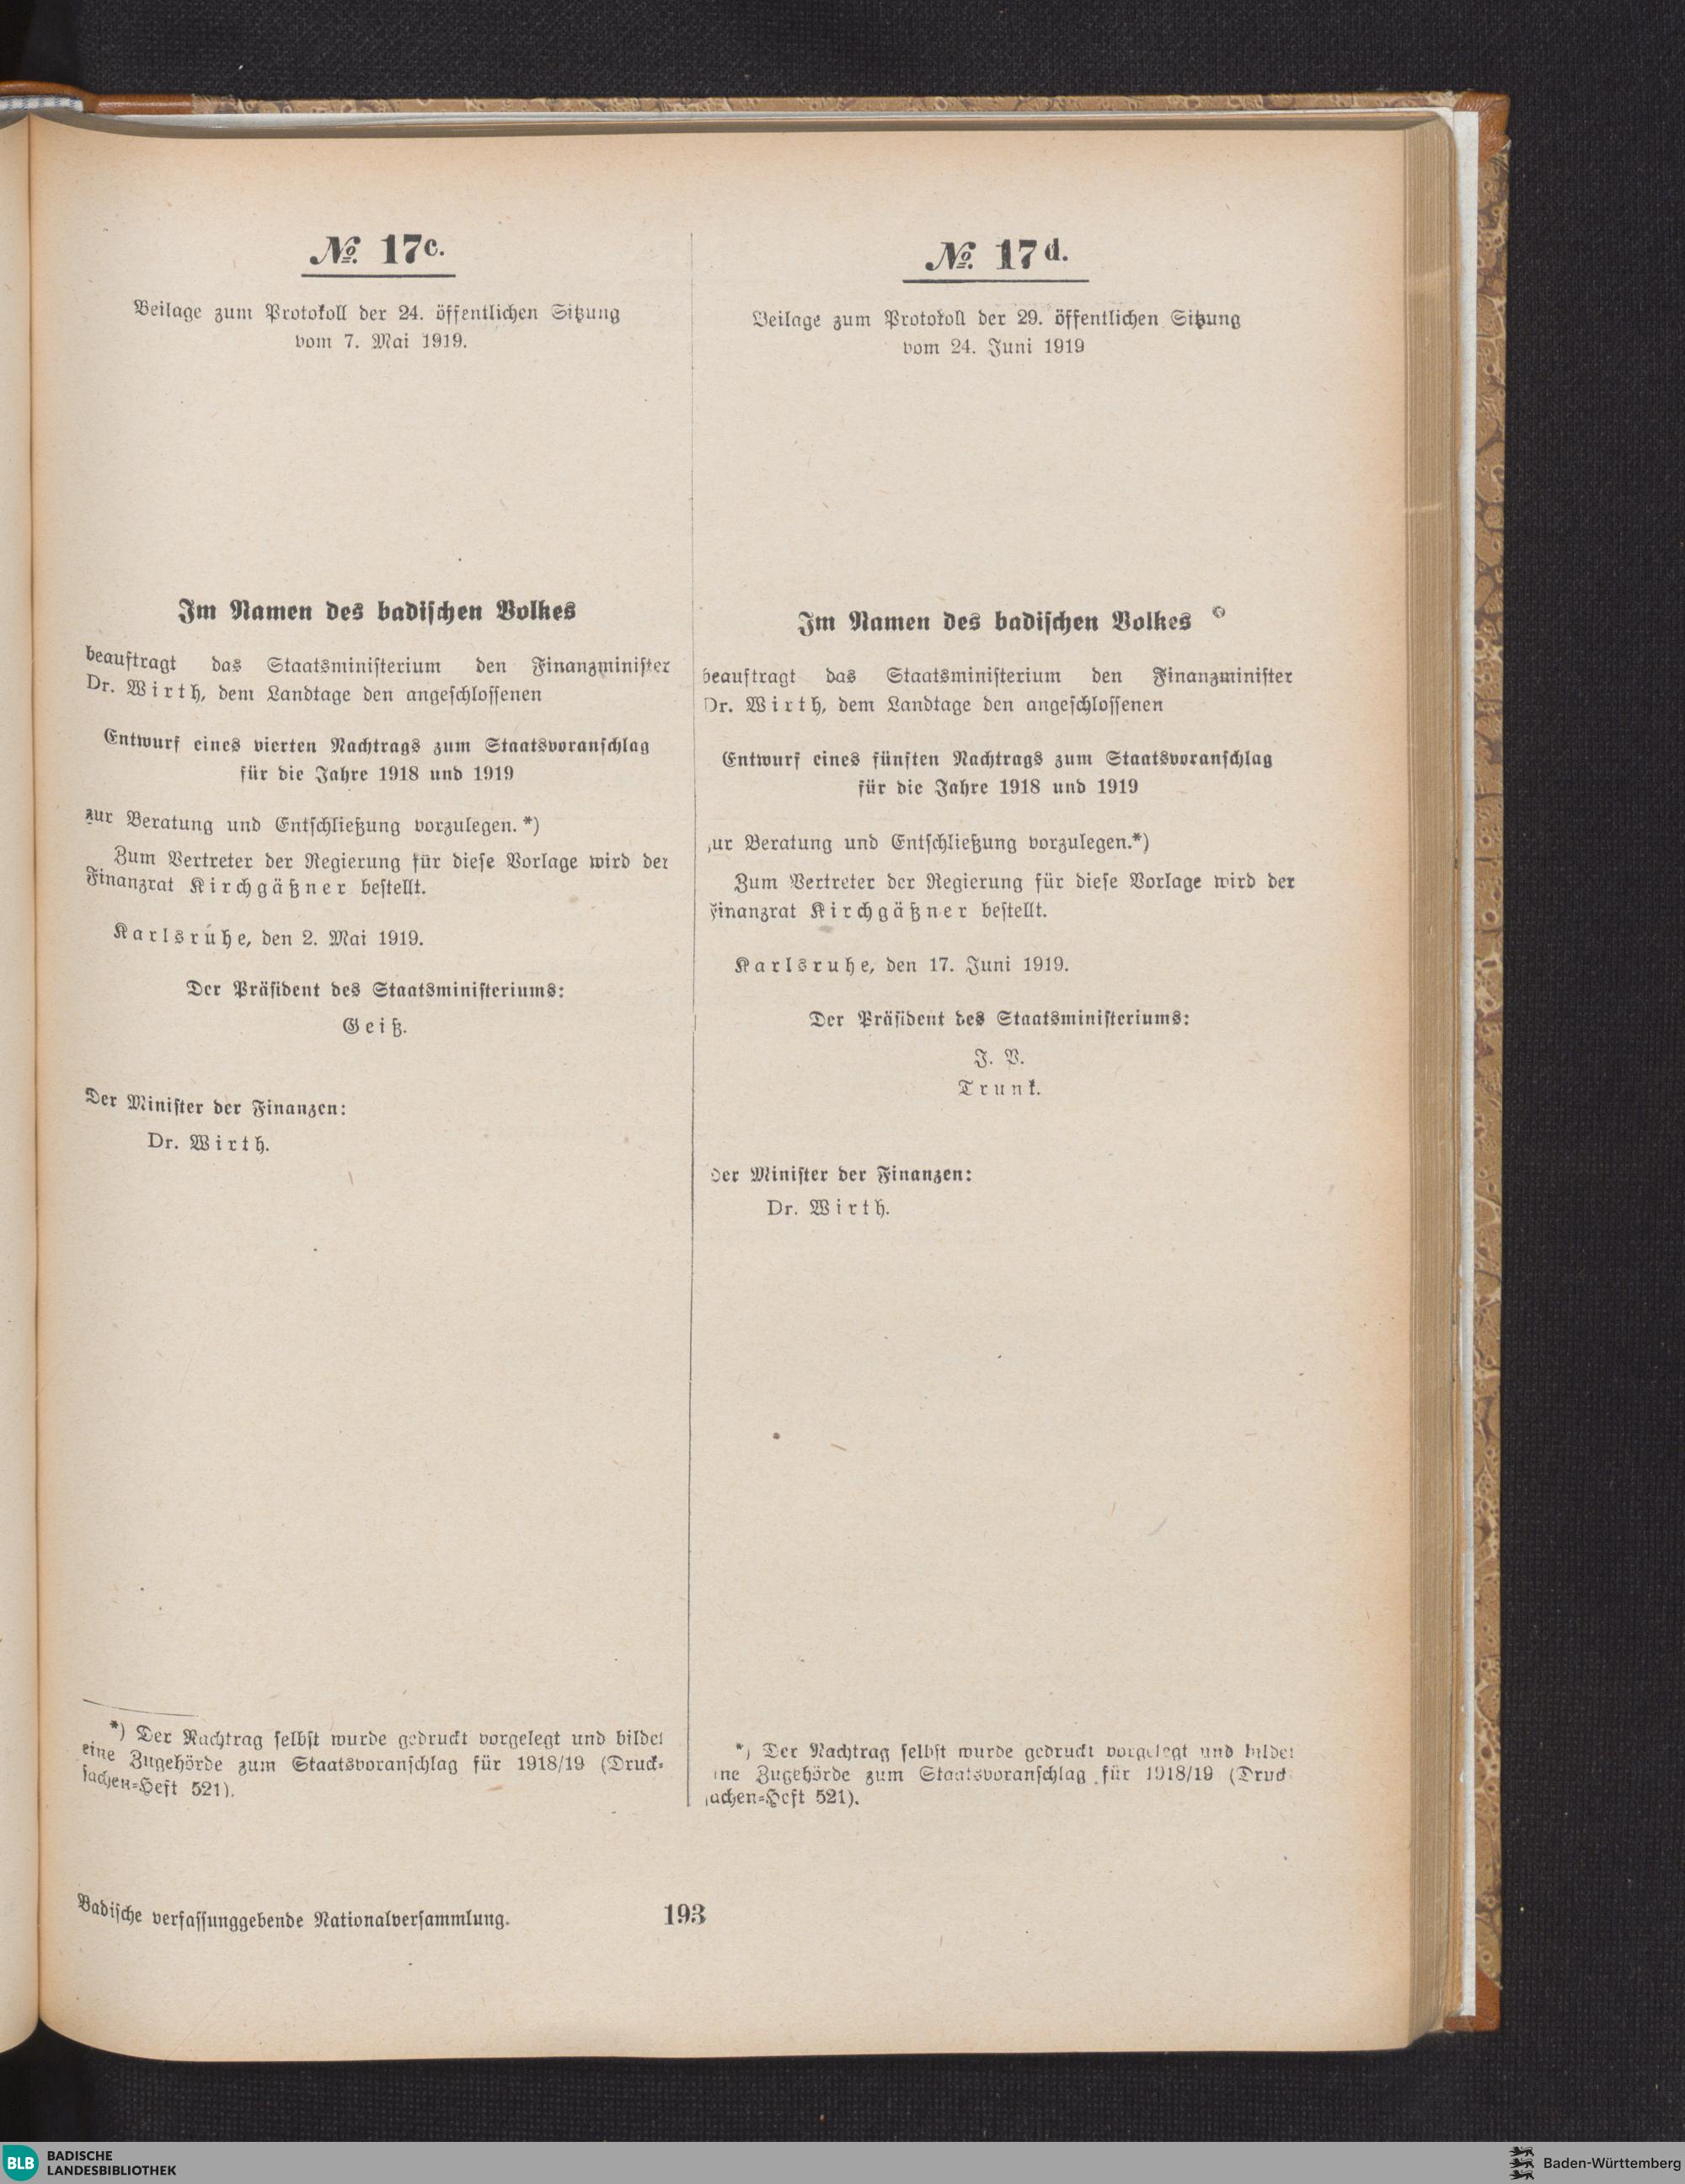 № 17c.
Beilage zum Protokoll der 24. öffentlichen Sitzung
vom 7. Mai 1919.
Im Namen des badischen Volkes
beauftragt das Staatsministerium den Finanzminister
Dr. Wirth, dem Landtage den angeschlossenen
Entwurf eines vierten Nachtrags zum Staatsvoranschlag
für die Jahre 1918 und 1919
zur Beratung und Entschließung vorzulegen. *)
Zum Vertreter der Regierung für diese Vorlage wird der
Finanzrat Kirchgäßner bestellt.
Karlsruhe, den 2. Mai 1919.
Der Präsident des Staatsministeriums:
Geiß.
Der Minister der Finanzen:
Dr. Wirth.
*) Der Nachtrag selbst wurde gedruckt vorgelegt und bildet
eine Zugehörde zum Staatsvoranschlag für 1918/19 (Druck-
sachen-Heft 521).
№ 17d.
Beilage zum Protokoll der 29. öffentlichen Sitzung
vom 24. Juni 1919
Im Namen des badischen Volkes
beauftragt das Staatsministerium den Finanzminister
Dr. Wirth, dem Landtage den angeschlossenen
Entwurf eines fünften Nachtrags zum Staatsvoranschlag
für die Jahre 1918 und 1919
zur Beratung und Entschließung vorzulegen.*)
Zum Vertreter der Regierung für diese Vorlage wird der
Finanzrat Kirchgäßner bestellt.
Karlsruhe, den 17. Juni 1919.
Der Präsident des Staatsministeriums:
J. V.
Trunk.
Der Minister der Finanzen:
Dr. Wirth.
*) Der Nachtrag selbst wurde gedruckt vorgelegt und bildet
eine Zugehörde zum Staatsvoranschlag für 1918/19 (Druck
sachen-Heft 521).
Badische verfassunggebende Nationalversammlung.
193
BLB BADISCHE
LANDESBIBLIOTHEK
Baden-Württemberg